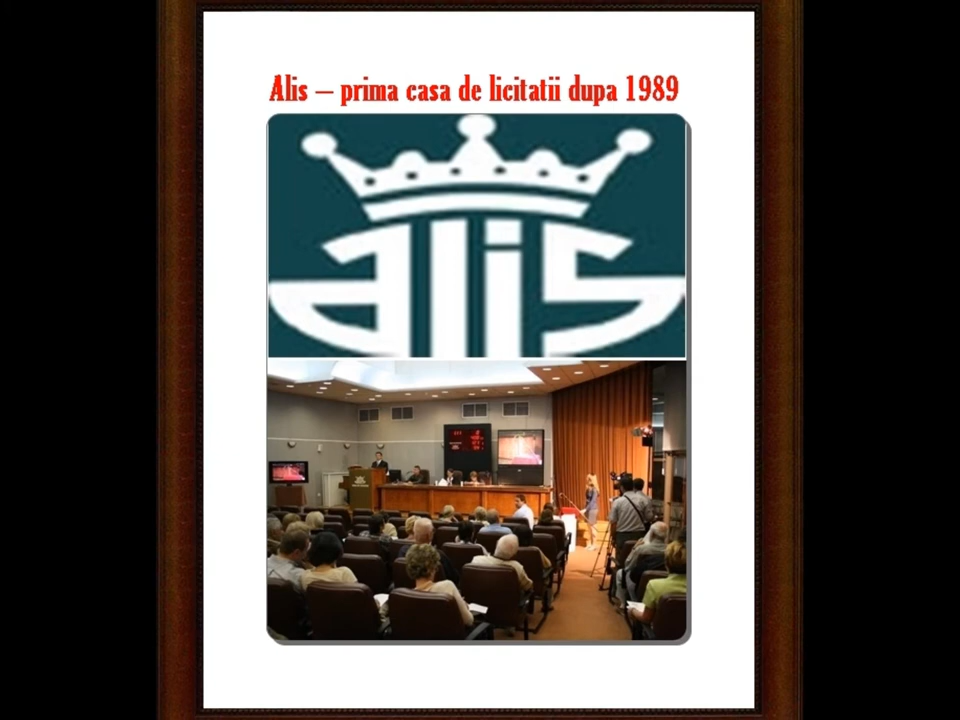 Alis – prima casa de licitatii dupa 1989
alis